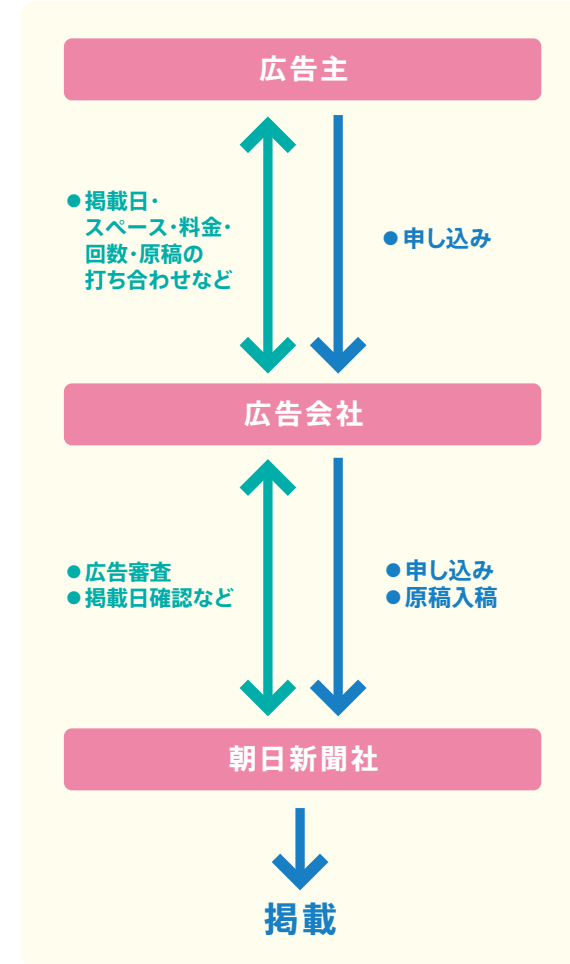 広告主
●掲載日・
スペース・料金・
回数・原稿の
打ち合わせなど
●申し込み
広告会社
●広告審査
●掲載日確認など
●申し込み
●原稿入稿
朝日新聞社
掲載